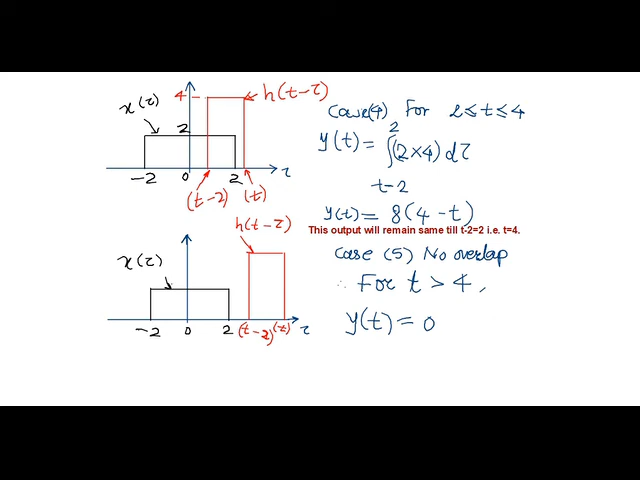 x(τ)
4
h(t-τ)
2
-2
0
2
τ
(t-2)
(t)
Case(4) For 2≤t≤4
y(t) = ∫(2×4) dτ
2
t-2
y(t) = 8(4-t)
This output will remain same till t-2=2 i.e. t=4.
h(t-τ)
x(τ)
-2
0
2
(t-2)
(t)
τ
Case (5) No overlap
∴ For t > 4,
y(t) = 0